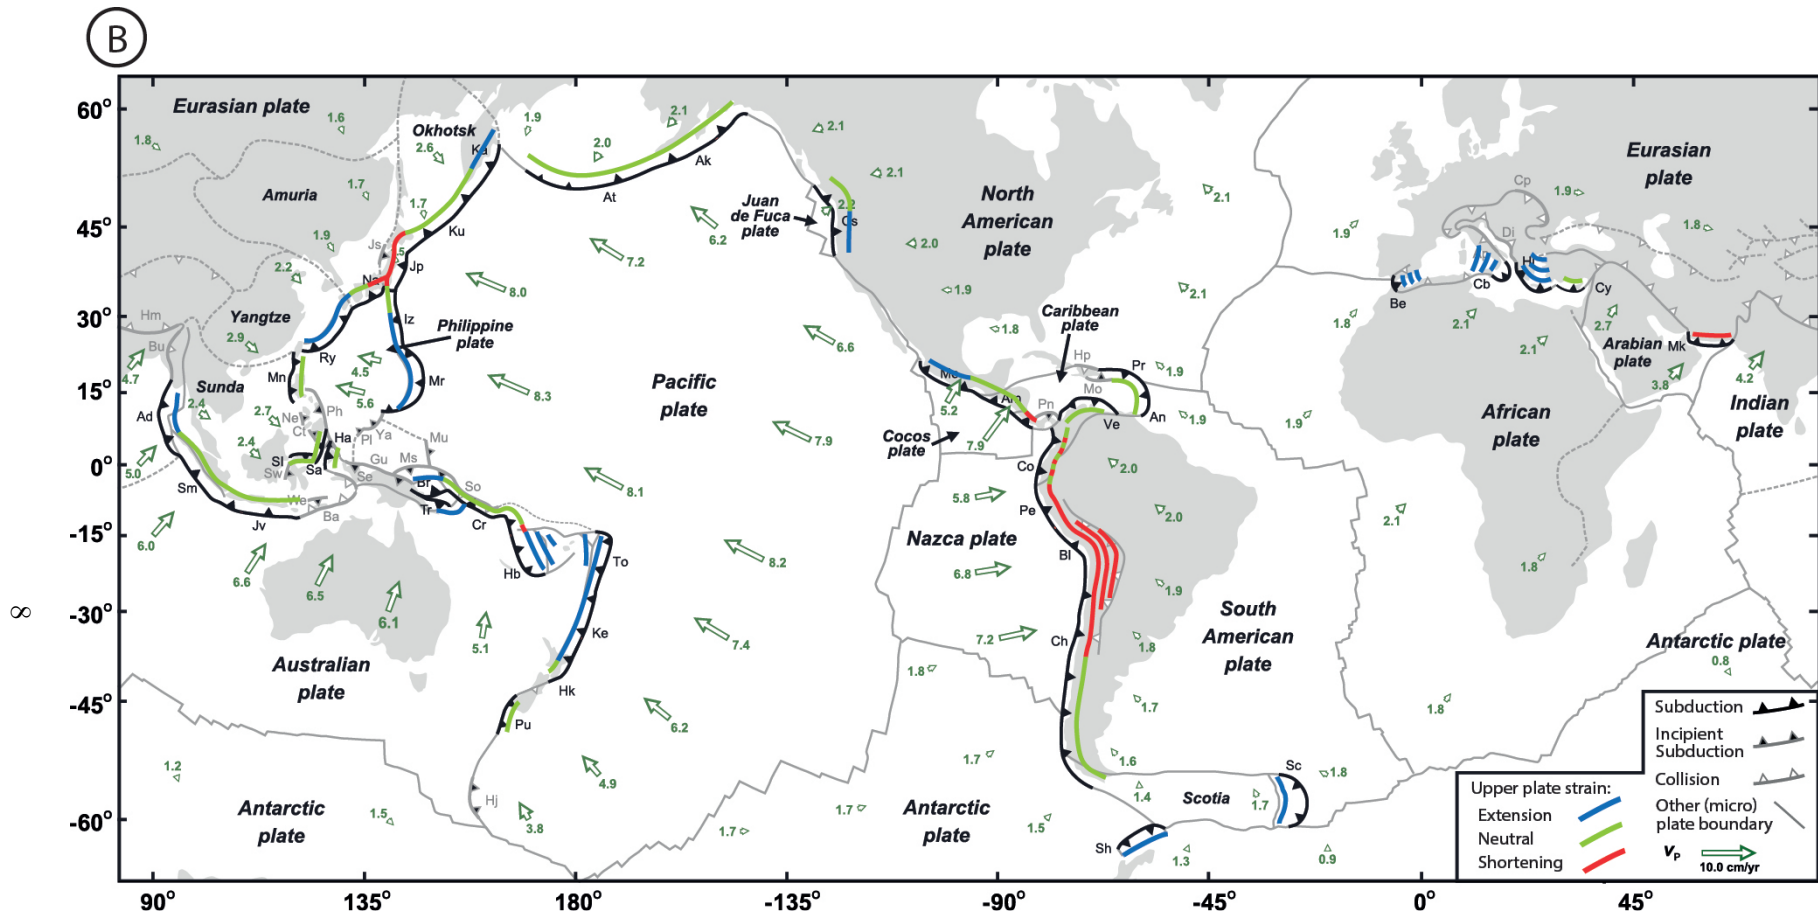 B
60°
45°
30°
15°
0°
-15°
-30°
-45°
-60°
8
Eurasian plate
1.6
1.8
Okhotsk
2.6
Ka
1.9
2.0
2.1
Ak
At
2.1
2.1
Amuria
1.7
1.7
Ku
1.9
Js
.5
Jp
2.2
Na
Hm
Bu
Yangtze
2.9
Iz
Philippine
plate
Ry
4.7
Sunda
Mn
4.5
5.6
Mr
2.4
2.7
Ad
Ne
Ph
Ct
Ha
Pl
Ya
Mu
2.4
Sl
Sw
Sa
Gu
Ms
Se
5.0
Sm
We
Ba
Jv
Br
Tr
So
Cr
6.0
6.6
6.5
6.1
5.1
Hb
To
Ke
Hk
Pu
Hj
Australian
plate
1.2
Antarctic
plate
1.5
3.8
4.9
6.2
7.2
8.0
8.3
6.6
7.9
8.1
8.2
7.4
6.2
Pacific
plate
Juan
de Fuca
plate
2.2
Cs
2.0
1.9
1.8
North
American
plate
2.1
2.1
Caribbean
plate
Hp
Pr
1.9
Me
5.2
Am
Pn
Mo
An
Ve
1.9
7.9
Cocos
plate
Co
2.0
5.8
Pe
2.0
Nazca plate
Bl
6.8
1.9
7.2
Ch
1.8
South
American
plate
1.8
1.7
1.7
1.6
1.4
Scotia
1.7
Sc
1.8
Antarctic
plate
1.7
1.7
1.5
Sh
1.3
0.9
Eurasian
plate
Cp
1.9
1.8
1.9
Di
Be
Cb
Hl
Cy
1.8
2.1
2.7
Arabian
plate
Mk
2.1
3.8
4.2
Indian
plate
African
plate
1.9
2.1
1.8
Antarctic plate
0.8
1.8
Subduction
Incipient
Subduction
Collision
Other (micro)
plate boundary
Upper plate strain:
Extension
Neutral
Shortening
VP
10.0 cm/yr
90°
135°
180°
-135°
-90°
-45°
0°
45°